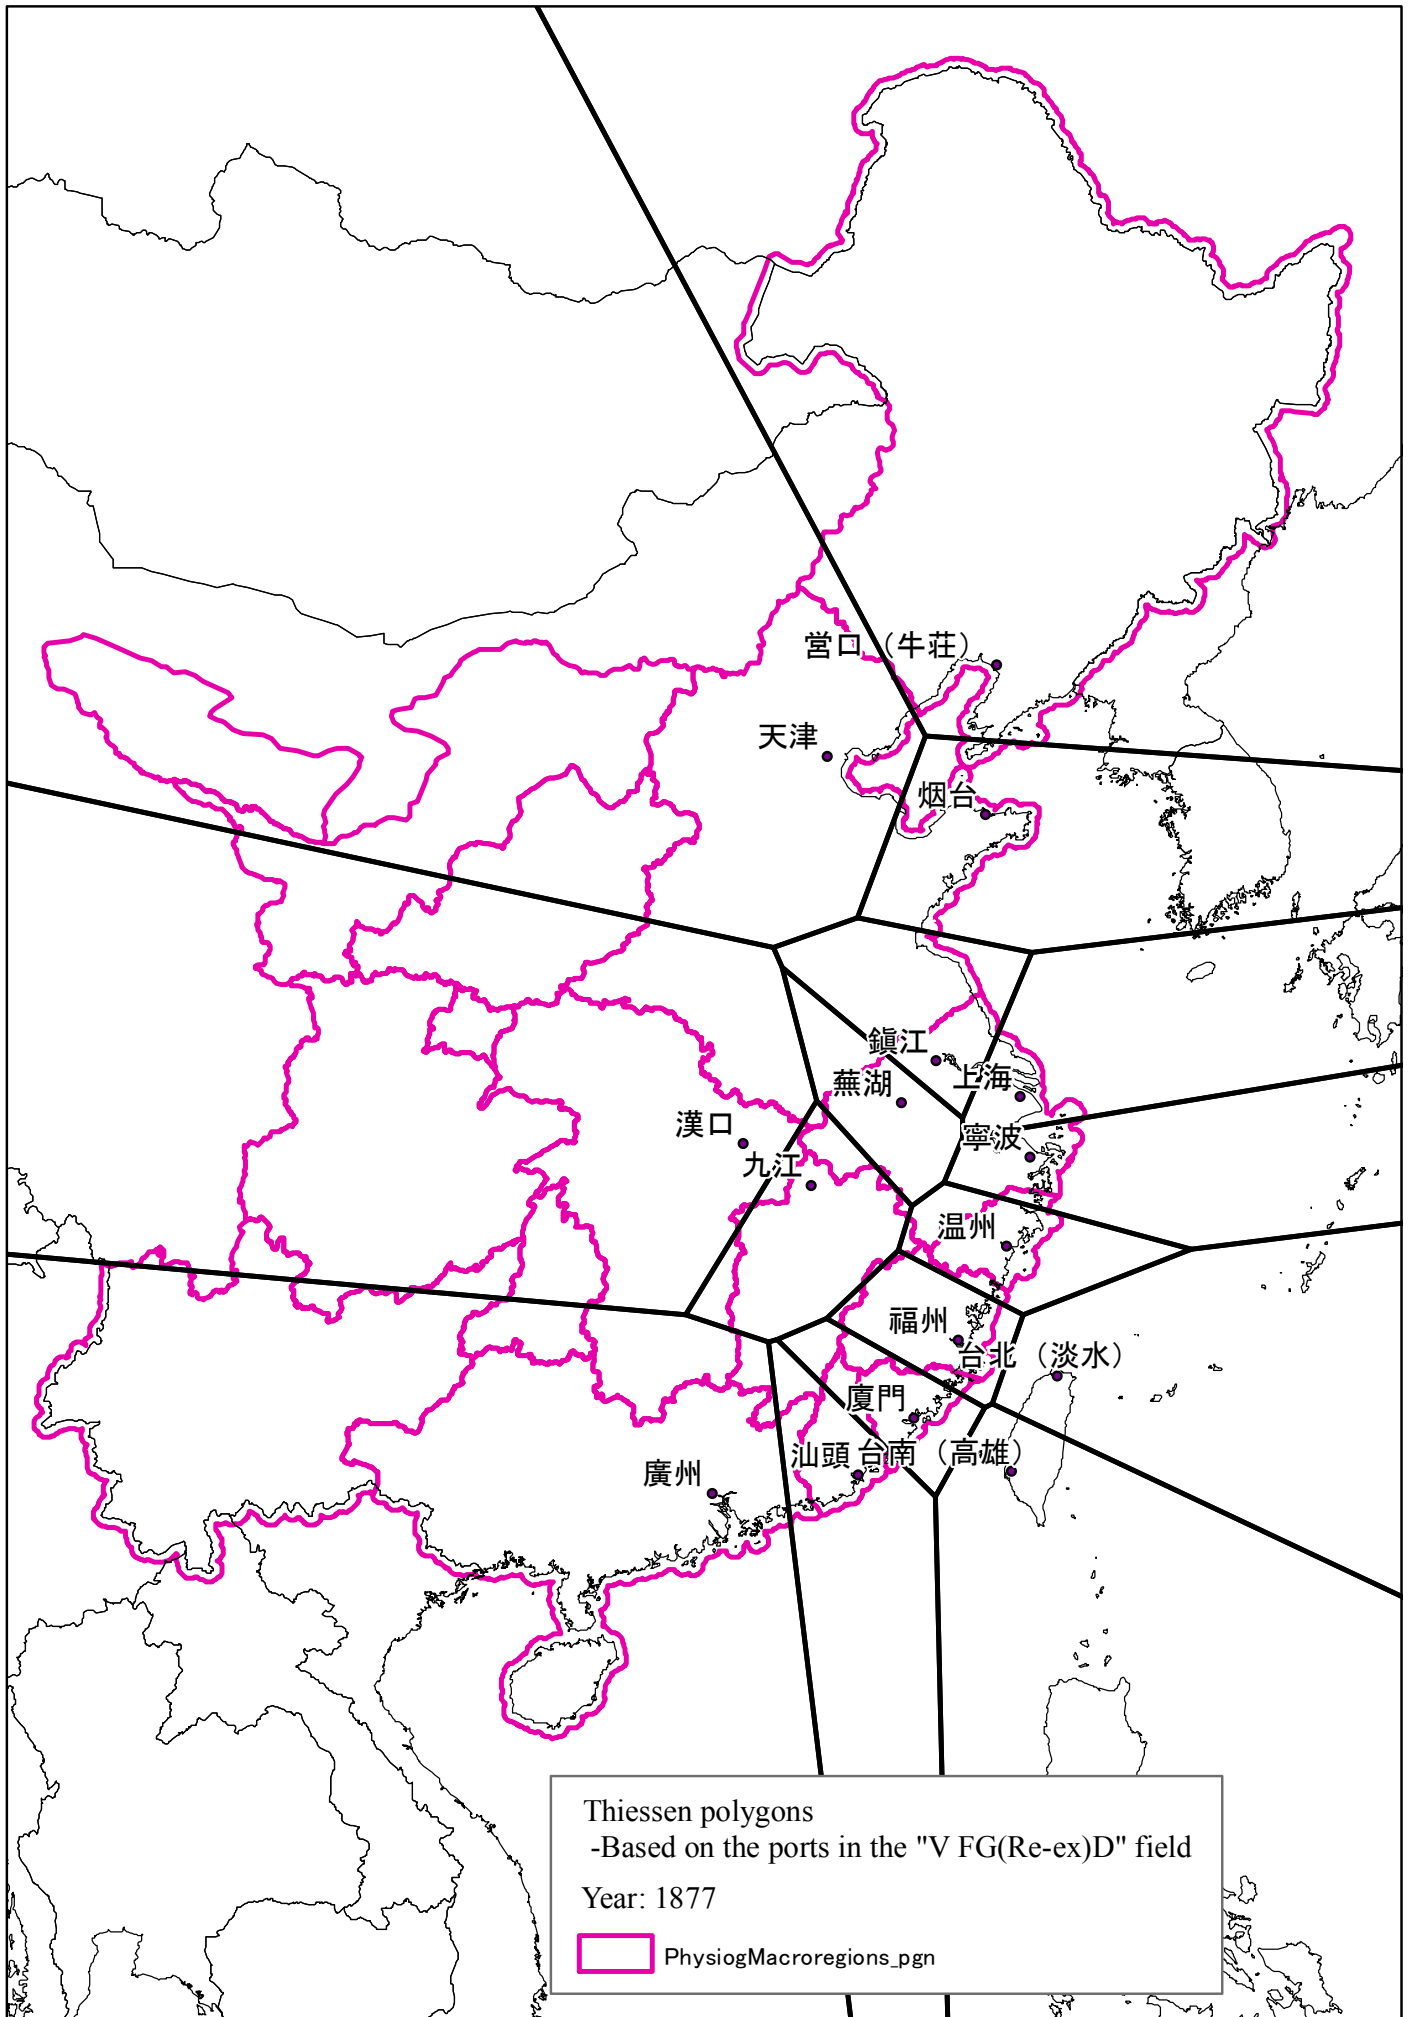 営口（牛荘）
天津
烟台
鎭江
上海
蕪湖
漢口
寧波
九江
温州
福州
台北（淡水）
廈門
汕頭
台南（高雄）
廣州
Thiessen polygons
-Based on the ports in the "V FG(Re-ex)D" field
Year: 1877
PhysiogMacroregions_pgn